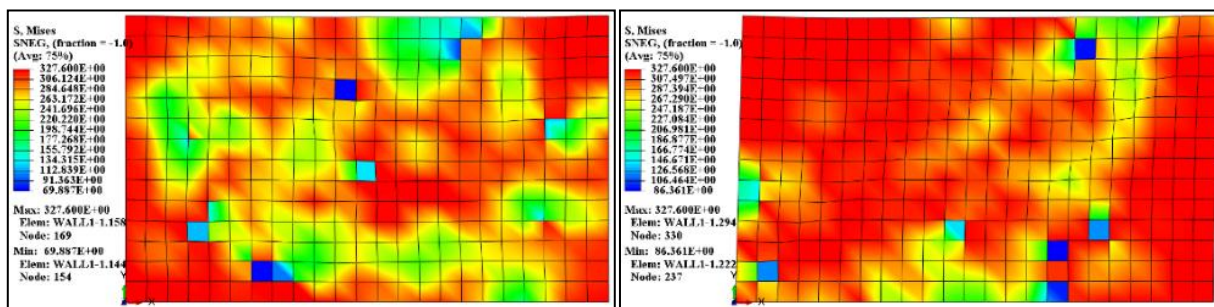 S, Mises
SNEG, (fraction = -1.0)
(Avg: 75%)
327.600E+00
306.124E+00
284.648E+00
263.172E+00
241.696E+00
220.220E+00
198.744E+00
177.268E+00
155.792E+00
134.315E+00
112.839E+00
91.363E+00
69.887E+00
Max: 327.600E+00
Elem: WALL1-1.158
Node: 169
Min: 69.887E+00
Elem: WALL1-1.144
Node: 154
Y
X
S, Mises
SNEG, (fraction = -1.0)
(Avg: 75%)
327.600E+00
307.497E+00
287.394E+00
267.290E+00
247.187E+00
227.084E+00
206.981E+00
186.877E+00
166.774E+00
146.671E+00
126.568E+00
106.464E+00
86.361E+00
Max: 327.600E+00
Elem: WALL1-1.294
Node: 330
Min: 86.361E+00
Elem: WALL1-1.222
Node: 237
Y
X